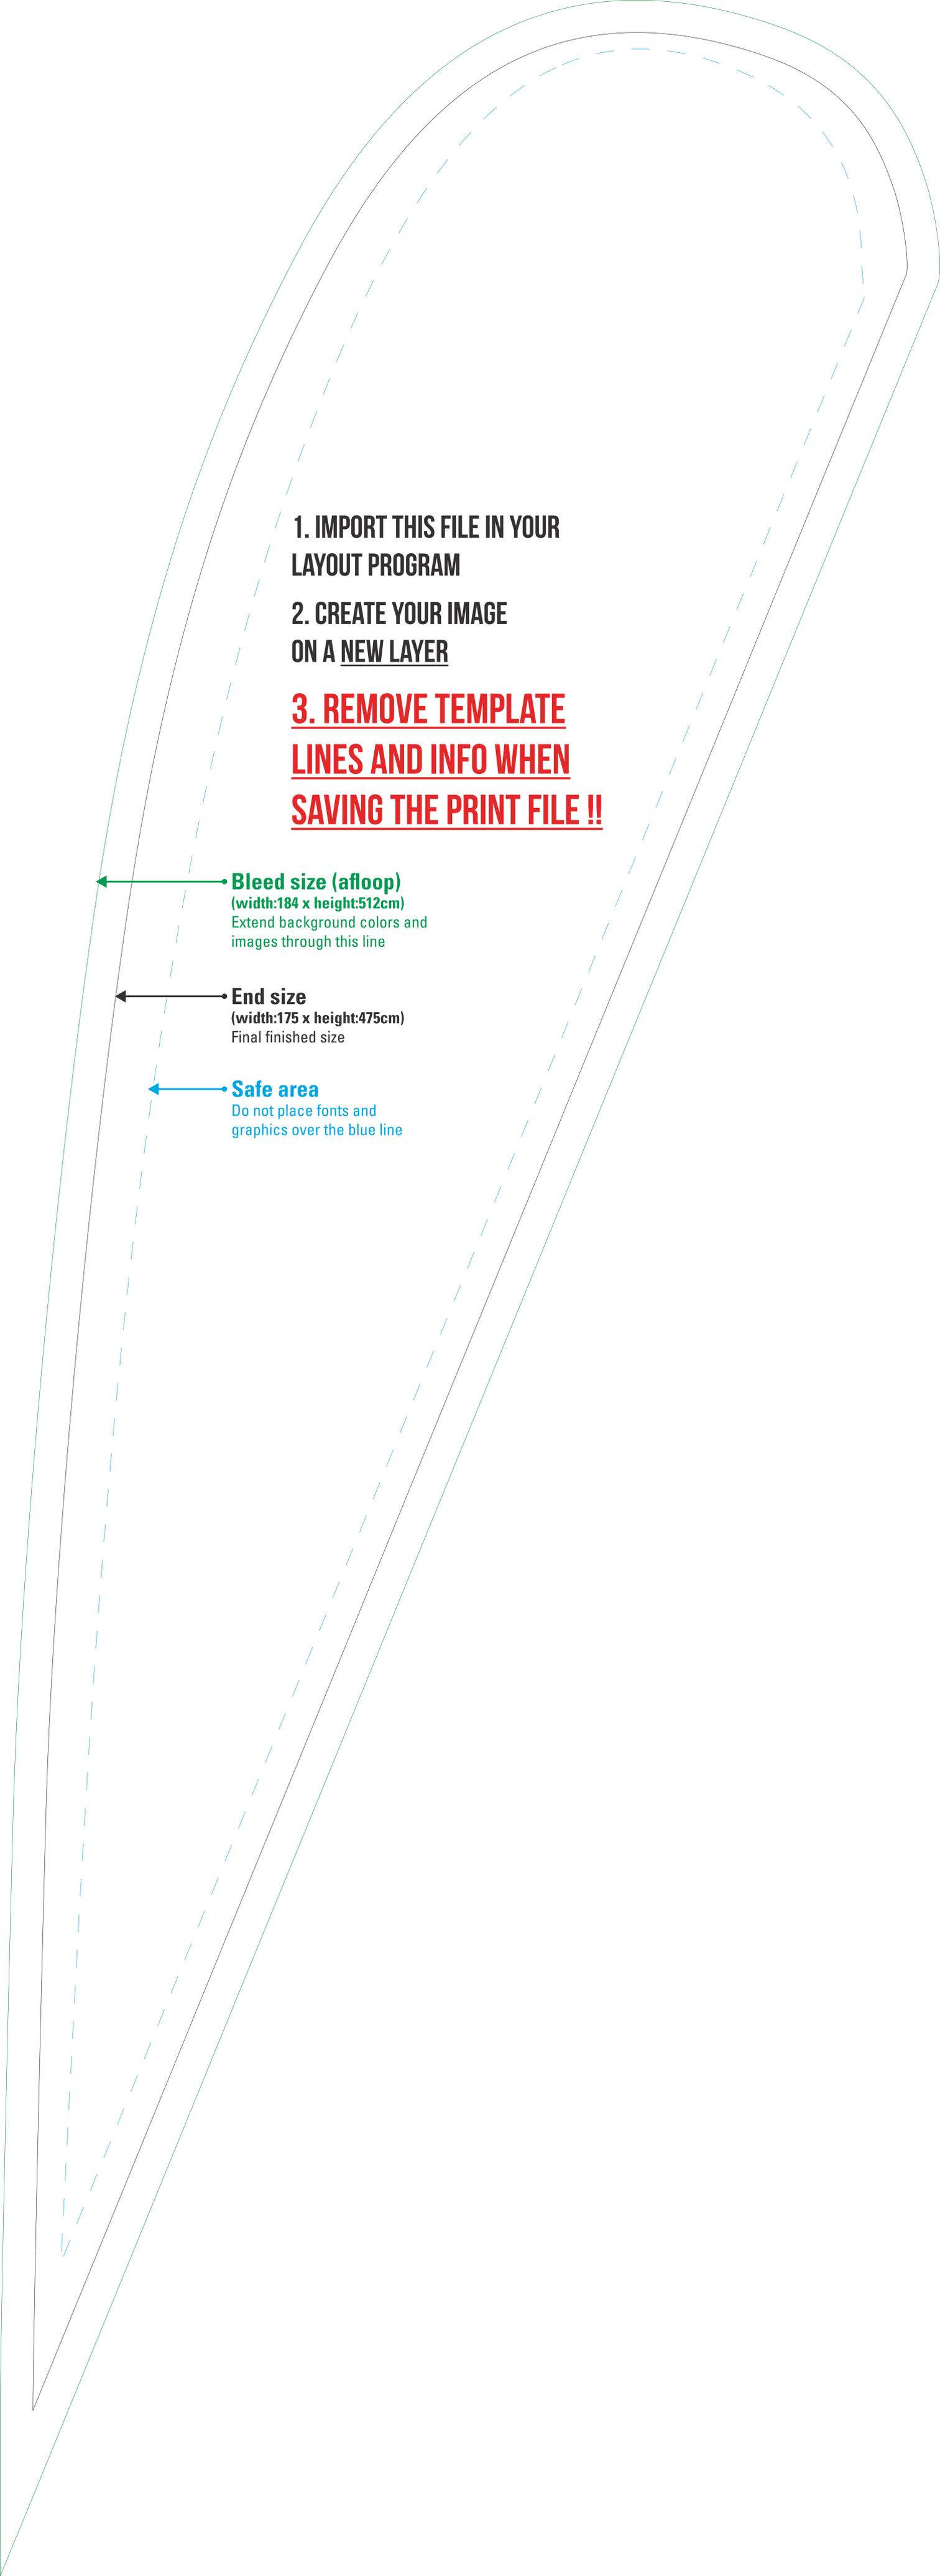 1. IMPORT THIS FILE IN YOUR
LAYOUT PROGRAM
2. CREATE YOUR IMAGE
ON A NEW LAYER
3. REMOVE TEMPLATE
LINES AND INFO WHEN
SAVING THE PRINT FILE !!
Bleed size (afloop)
(width:184 x height:512cm)
Extend background colors and
images through this line
End size
(width:175 x height:475cm)
Final finished size
Safe area
Do not place fonts and
graphics over the blue line